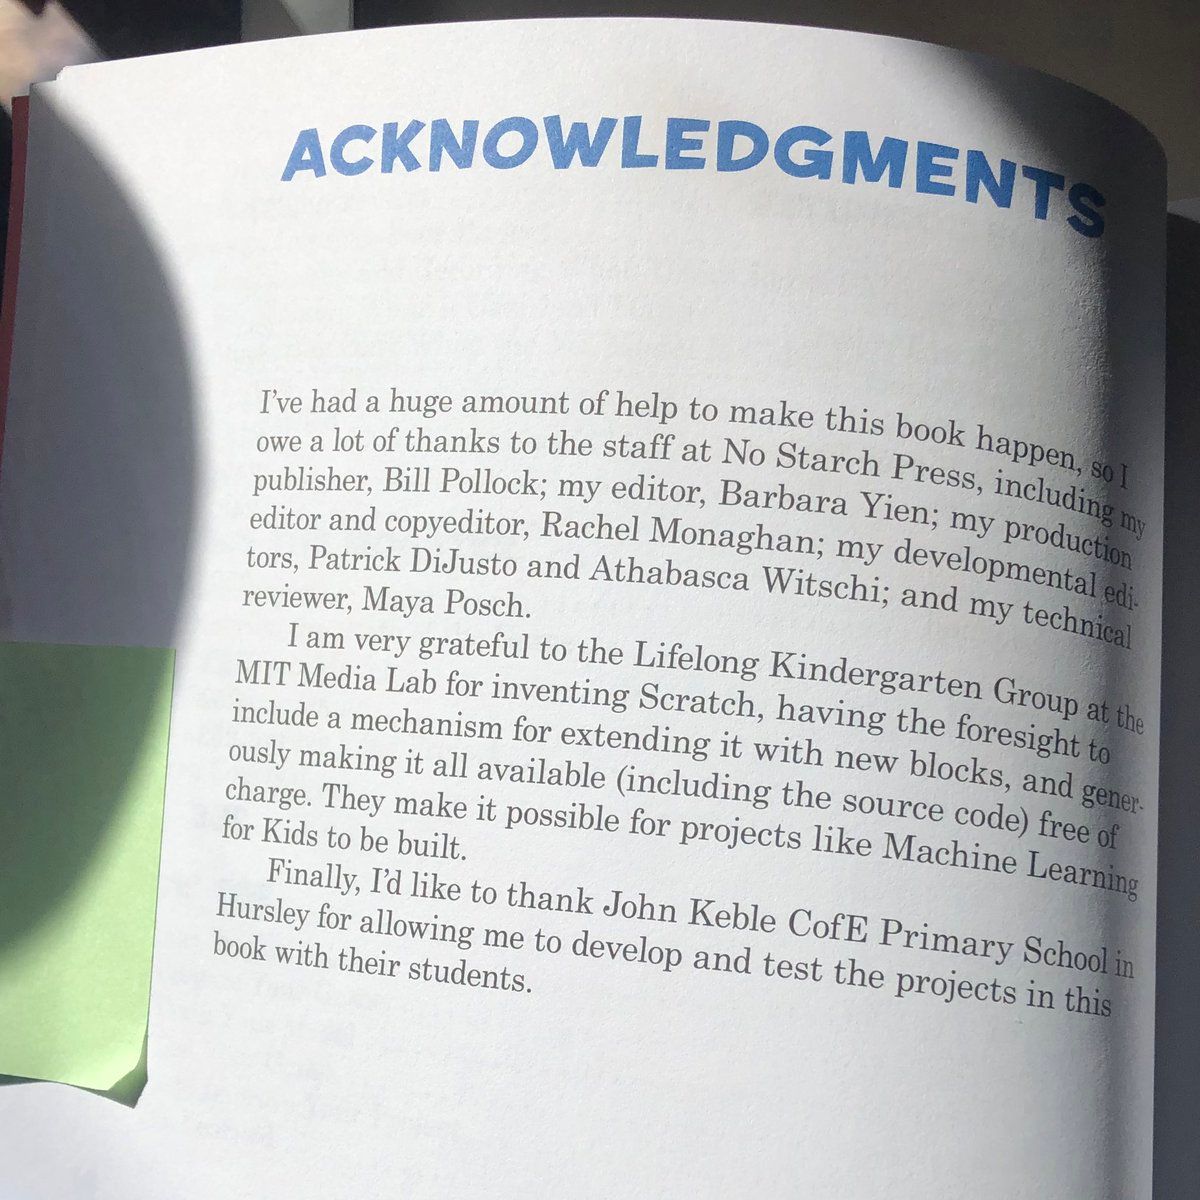 ACKNOWLEDGMENTS
I've had a huge amount of help to make this book happen, so I
owe a lot of thanks to the staff at No Starch Press, including my
publisher, Bill Pollock; my editor, Barbara Yien; my production
editor and copyeditor, Rachel Monaghan; my developmental edi-
tors, Patrick DiJusto and Athabasca Witschi; and my technical
reviewer, Maya Posch.
I am very grateful to the Lifelong Kindergarten Group at the
MIT Media Lab for inventing Scratch, having the foresight to
include a mechanism for extending it with new blocks, and gener-
ously making it all available (including the source code) free of
charge. They make it possible for projects like Machine Learning
for Kids to be built.
Finally, I'd like to thank John Keble CofE Primary School in
Hursley for allowing me to develop and test the projects in this
book with their students.